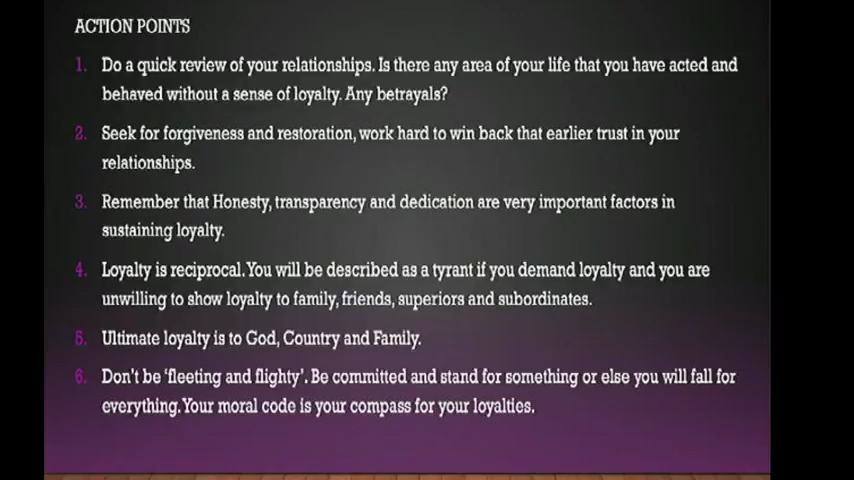 ACTION POINTS
1. Do a quick review of your relationships. Is there any area of your life that you have acted and
behaved without a sense of loyalty. Any betrayals?
2. Seek for forgiveness and restoration, work hard to win back that earlier trust in your
relationships.
3. Remember that Honesty, transparency and dedication are very important factors in
sustaining loyalty.
4. Loyalty is reciprocal. You will be described as a tyrant if you demand loyalty and you are
unwilling to show loyalty to family, friends, superiors and subordinates.
5. Ultimate loyalty is to God, Country and Family.
6. Don't be 'fleeting and flighty'. Be committed and stand for something or else you will fall for
everything. Your moral code is your compass for your loyalties.